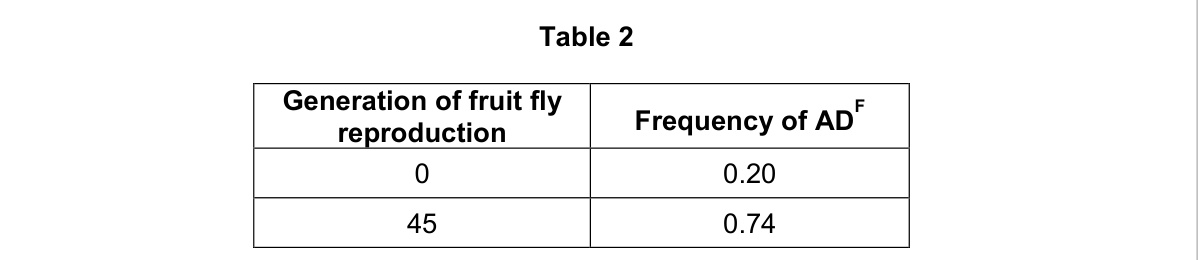 Table 2
Generation of fruit fly
reproduction
Frequency of AD^F
0
0.20
45
0.74